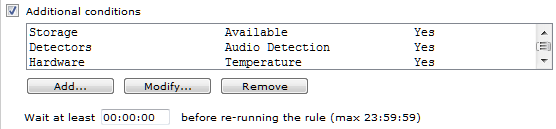 Additional conditions
Storage Available Yes
Detectors Audio Detection Yes
Hardware Temperature Yes
Add... Modify... Remove
Wait at least 00:00:00 before re-running the rule (max 23:59:59)